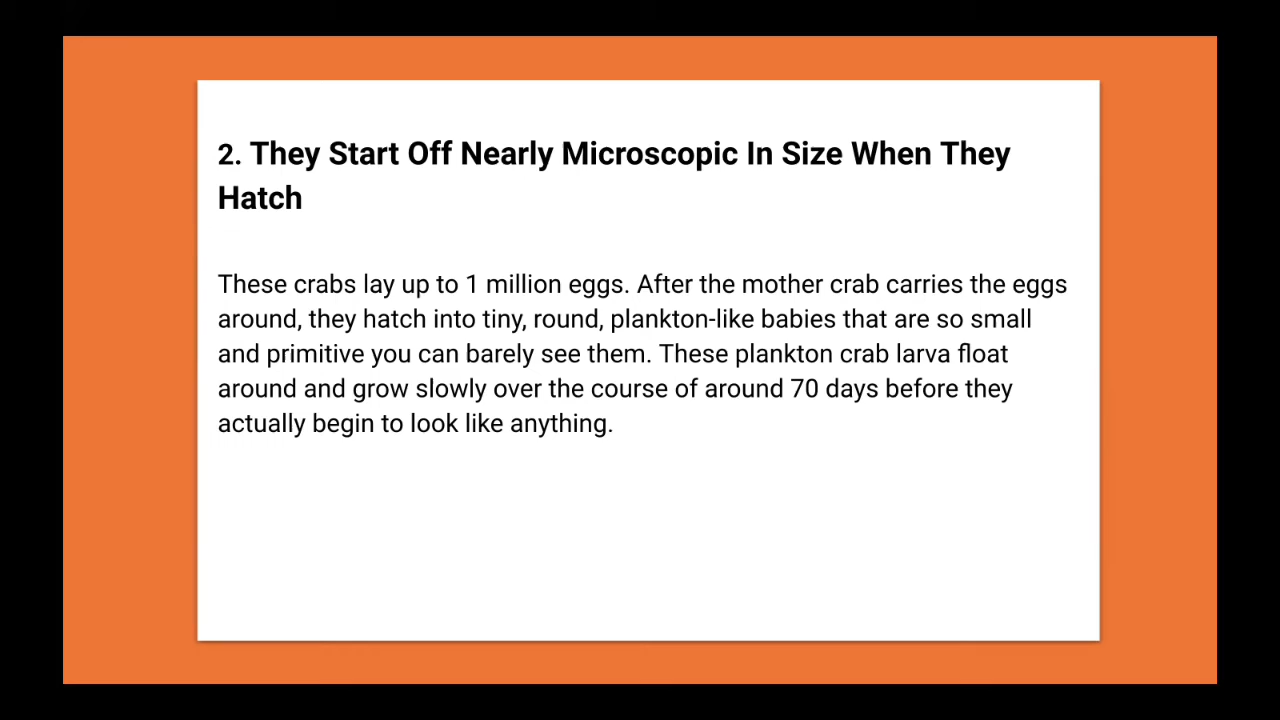 2. They Start Off Nearly Microscopic In Size When They
Hatch
These crabs lay up to 1 million eggs. After the mother crab carries the eggs
around, they hatch into tiny, round, plankton-like babies that are so small
and primitive you can barely see them. These plankton crab larva float
around and grow slowly over the course of around 70 days before they
actually begin to look like anything.